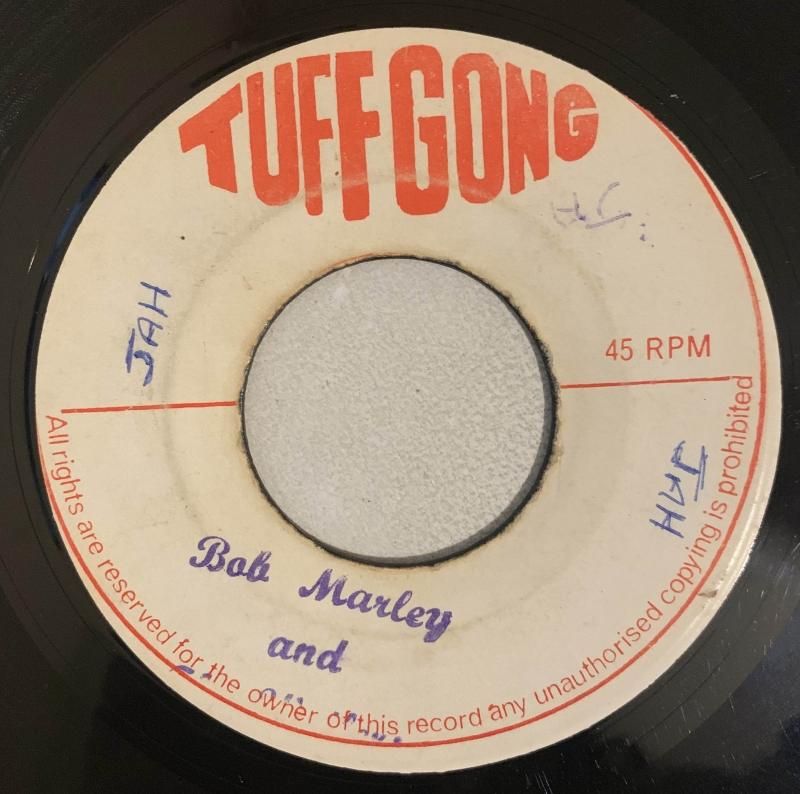 TUFF GONG
JAH
45 RPM
JAH
Bob Marley
and
All rights are reserved for the owner of this record any unauthorised copying is prohibited